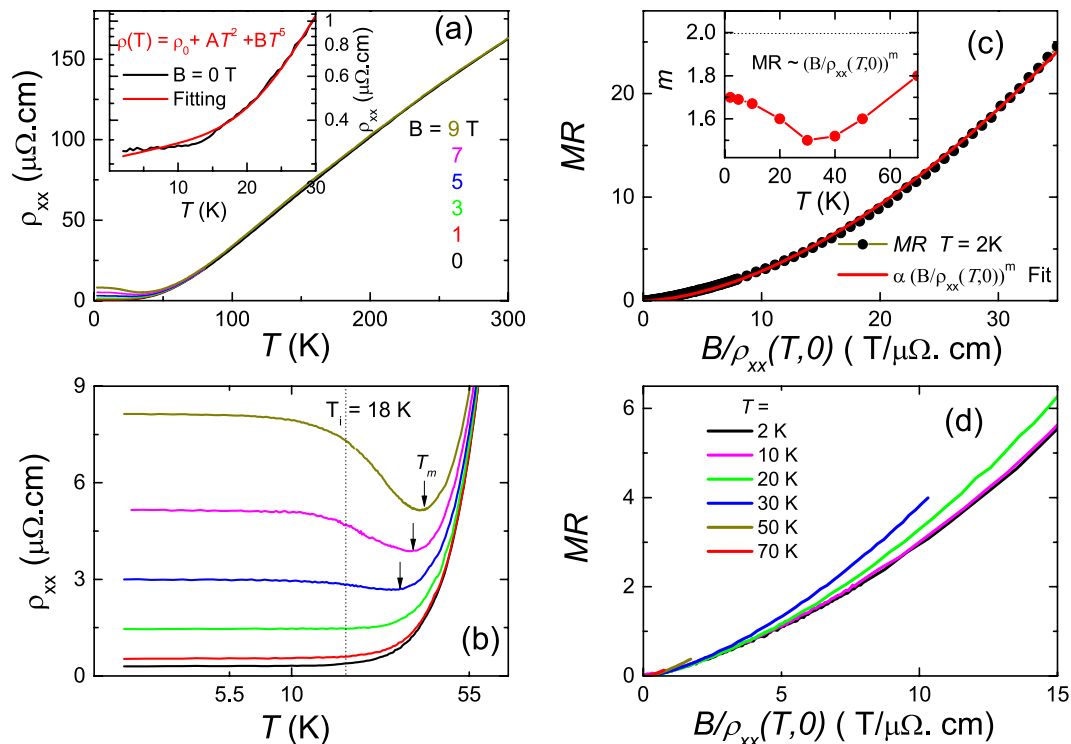 (a)
ρ(T) = ρ₀ + AT² + BT⁵
B = 0 T
Fitting
1
0.8
0.6
0.4
ρxx (μΩ.cm)
10 20 30
T (K)
B = 9 T
7
5
3
1
0
150
100
50
0
ρxx (μΩ.cm)
0 100 200 300
T (K)
(c)
2.0
1.8
1.6
m
MR ~ (B/ρxx(T,0))ᵐ
0 20 40 60
T (K)
MR T = 2K
α (B/ρxx(T,0))ᵐ Fit
20
10
0
MR
0 10 20 30
B/ρxx(T,0) ( T/μΩ. cm)
(b)
Tᵢ = 18 K
Tₘ
9
6
3
0
ρxx (μΩ.cm)
5.5 10 55
T (K)
(d)
T =
2 K
10 K
20 K
30 K
50 K
70 K
6
4
2
0
MR
0 5 10 15
B/ρxx(T,0) ( T/μΩ. cm)